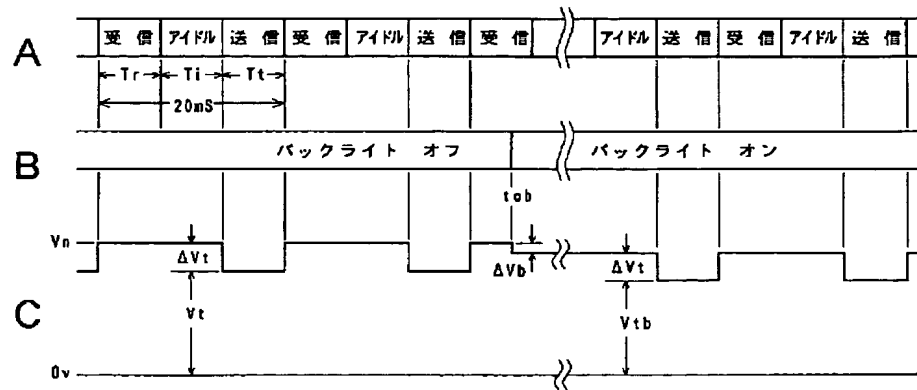 A 受信 アイドル 送信 受信 アイドル 送信 受信 アイドル 送信 受信 アイドル 送信
Tr Ti Tt
20mS
B バックライト オフ バックライト オン
tob
Vn
ΔVt ΔVb ΔVt
C Vt Vtb
0v